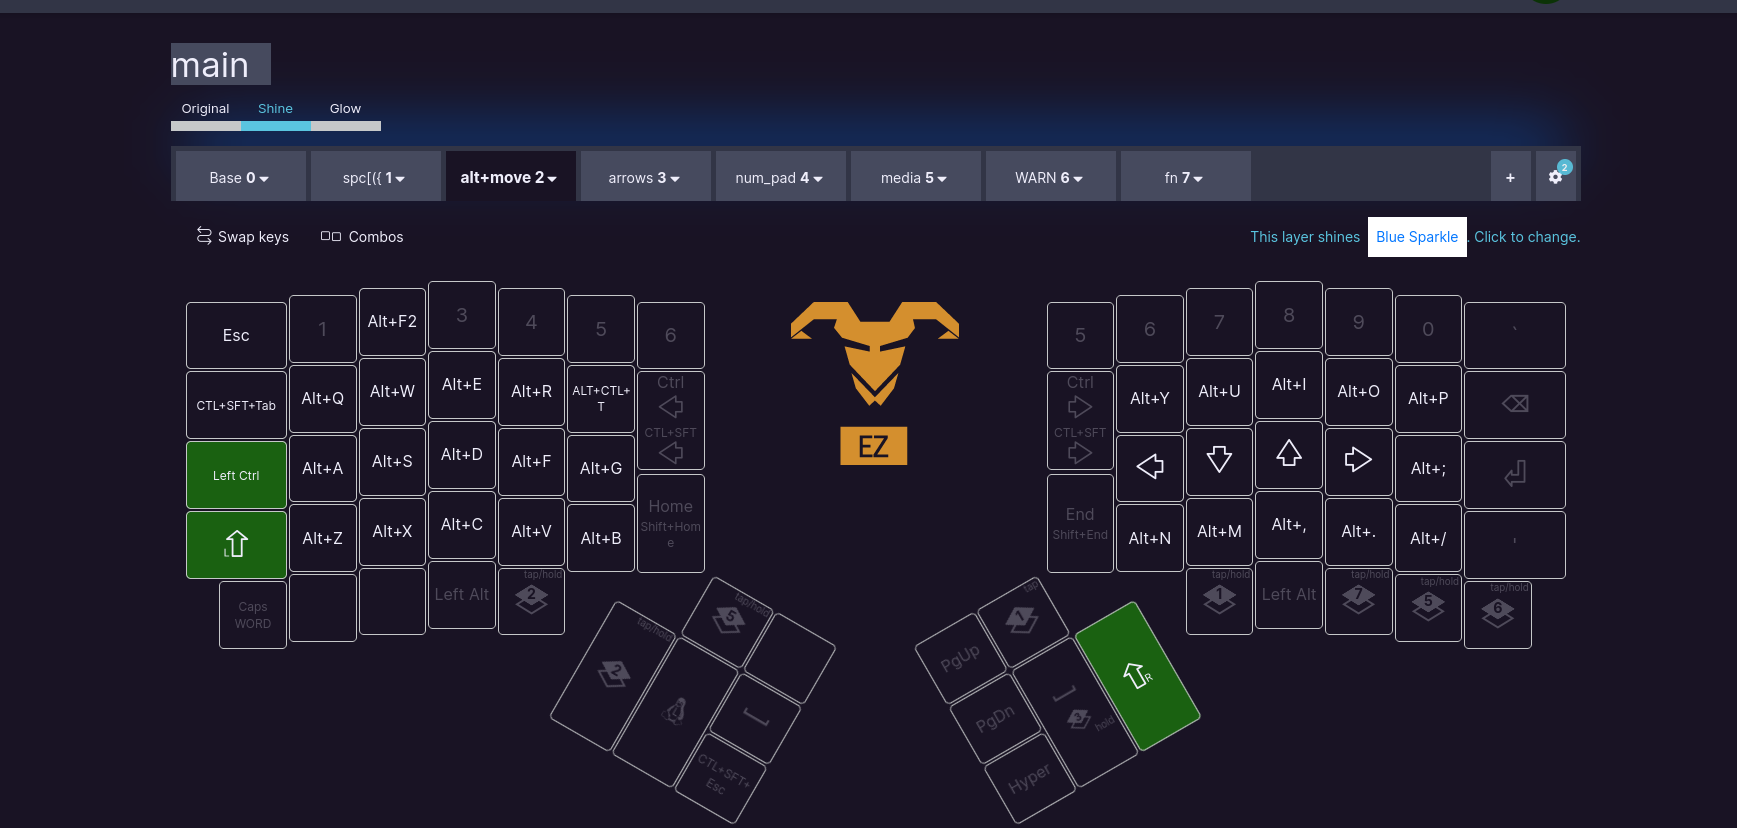 main
Original Shine Glow
Base 0 spc[({ 1 alt+move 2 arrows 3 num_pad 4 media 5 WARN 6 fn 7 + 2
Swap keys Combos This layer shines Blue Sparkle . Click to change.
Esc 1 Alt+F2 3 4 5 6 5 6 7 8 9 0 `
CTL+SFT+Tab Alt+Q Alt+W Alt+E Alt+R ALT+CTL+
T
Ctrl
CTL+SFT
Ctrl
CTL+SFT
Alt+Y Alt+U Alt+I Alt+O Alt+P
Left Ctrl Alt+A Alt+S Alt+D Alt+F Alt+G EZ Alt+;
L Alt+Z Alt+X Alt+C Alt+V Alt+B
Home
Shift+Hom
e
End
Shift+End
Alt+N Alt+M Alt+, Alt+. Alt+/ '
Caps
WORD
Left Alt
tap/hold
2
tap/hold
1
Left Alt
tap/hold
7
tap/hold
5
tap/hold
6
tap/hold
2
tap/hold
5
[
CTL+SFT+
Esc
tap
1
PgUp
PgDn
Hyper
]
3
hold
R